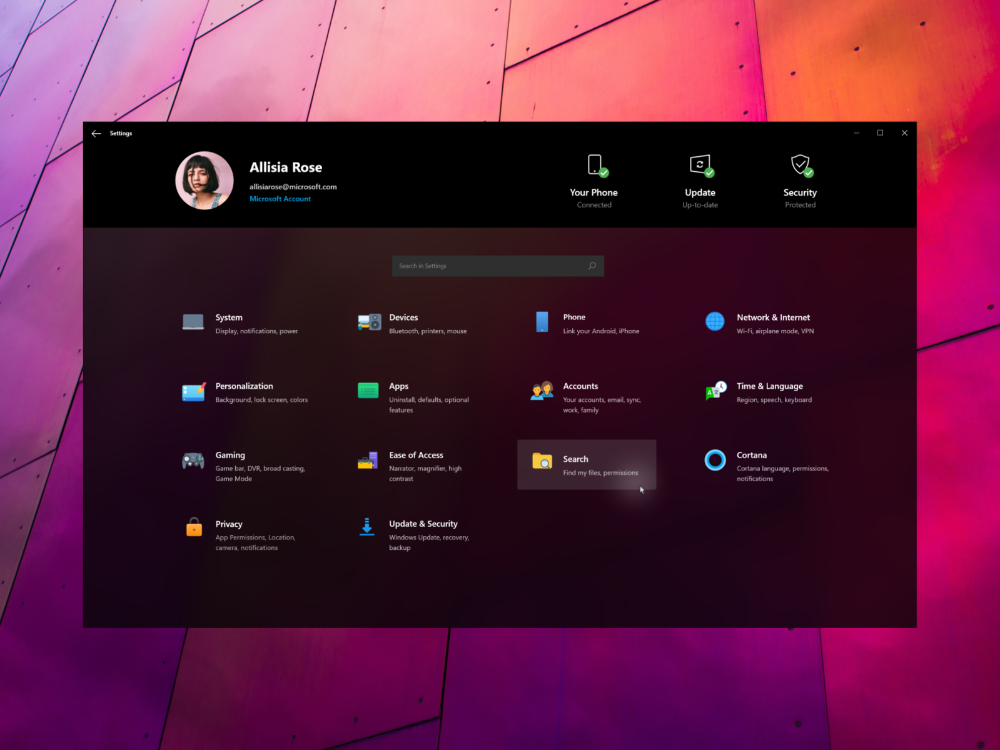 Settings
Allisia Rose
allisiarose@microsoft.com
Microsoft Account
Your Phone
Connected
Update
Up-to-date
Security
Protected
Search in Settings
System
Display, notifications, power
Devices
Bluetooth, printers, mouse
Phone
Link your Android, iPhone
Network & Internet
Wi-Fi, airplane mode, VPN
Personalization
Background, lock screen, colors
Apps
Uninstall, defaults, optional
features
Accounts
Your accounts, email, sync,
work, family
Time & Language
Region, speech, keyboard
Gaming
Game bar, DVR, broad casting,
Game Mode
Ease of Access
Narrator, magnifier, high
contrast
Search
Find my files, permissions
Cortana
Cortana language, permissions,
notifications
Privacy
App Permissions, Location,
camera, notifications
Update & Security
Windows Update, recovery,
backup